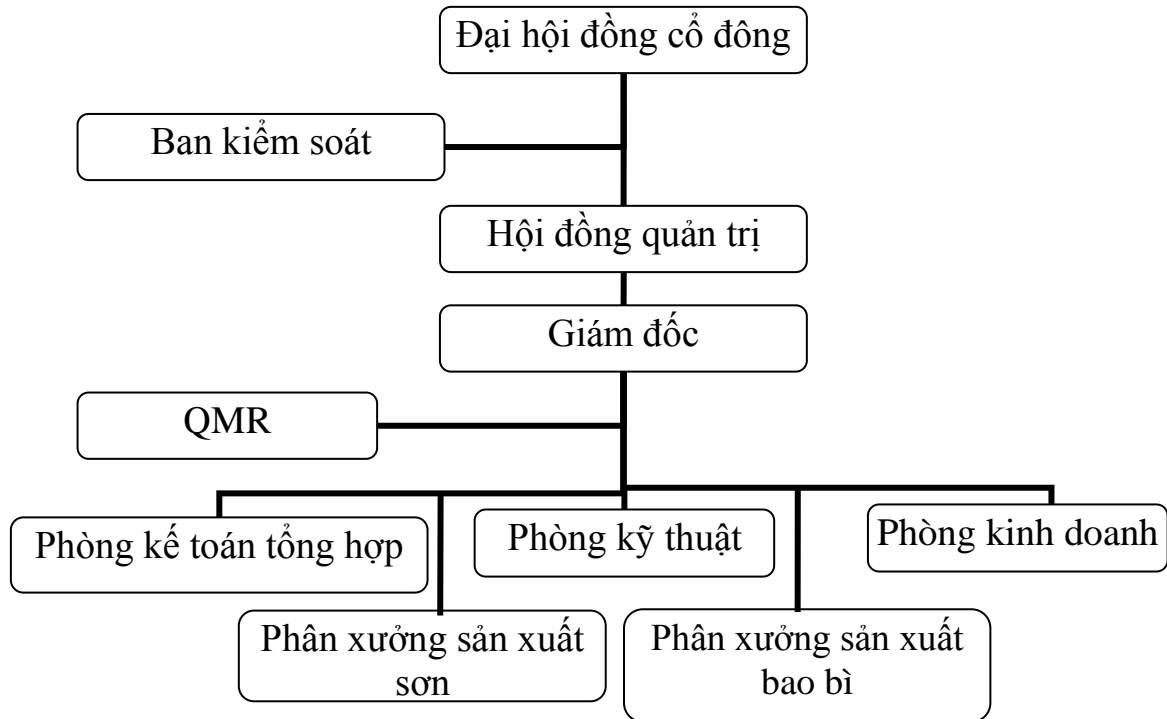 Đại hội đồng cổ đông
Ban kiểm soát
Hội đồng quản trị
Giám đốc
QMR
Phòng kế toán tổng hợp
Phòng kỹ thuật
Phòng kinh doanh
Phân xưởng sản xuất
sơn
Phân xưởng sản xuất
bao bì